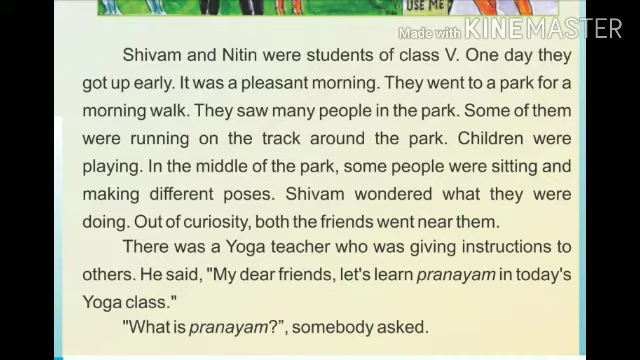 USE ME
Made with KINEMASTER
Shivam and Nitin were students of class V. One day they
got up early. It was a pleasant morning. They went to a park for a
morning walk. They saw many people in the park. Some of them
were running on the track around the park. Children were
playing. In the middle of the park, some people were sitting and
making different poses. Shivam wondered what they were
doing. Out of curiosity, both the friends went near them.
There was a Yoga teacher who was giving instructions to
others. He said, "My dear friends, let's learn pranayam in today's
Yoga class."
"What is pranayam?”, somebody asked.